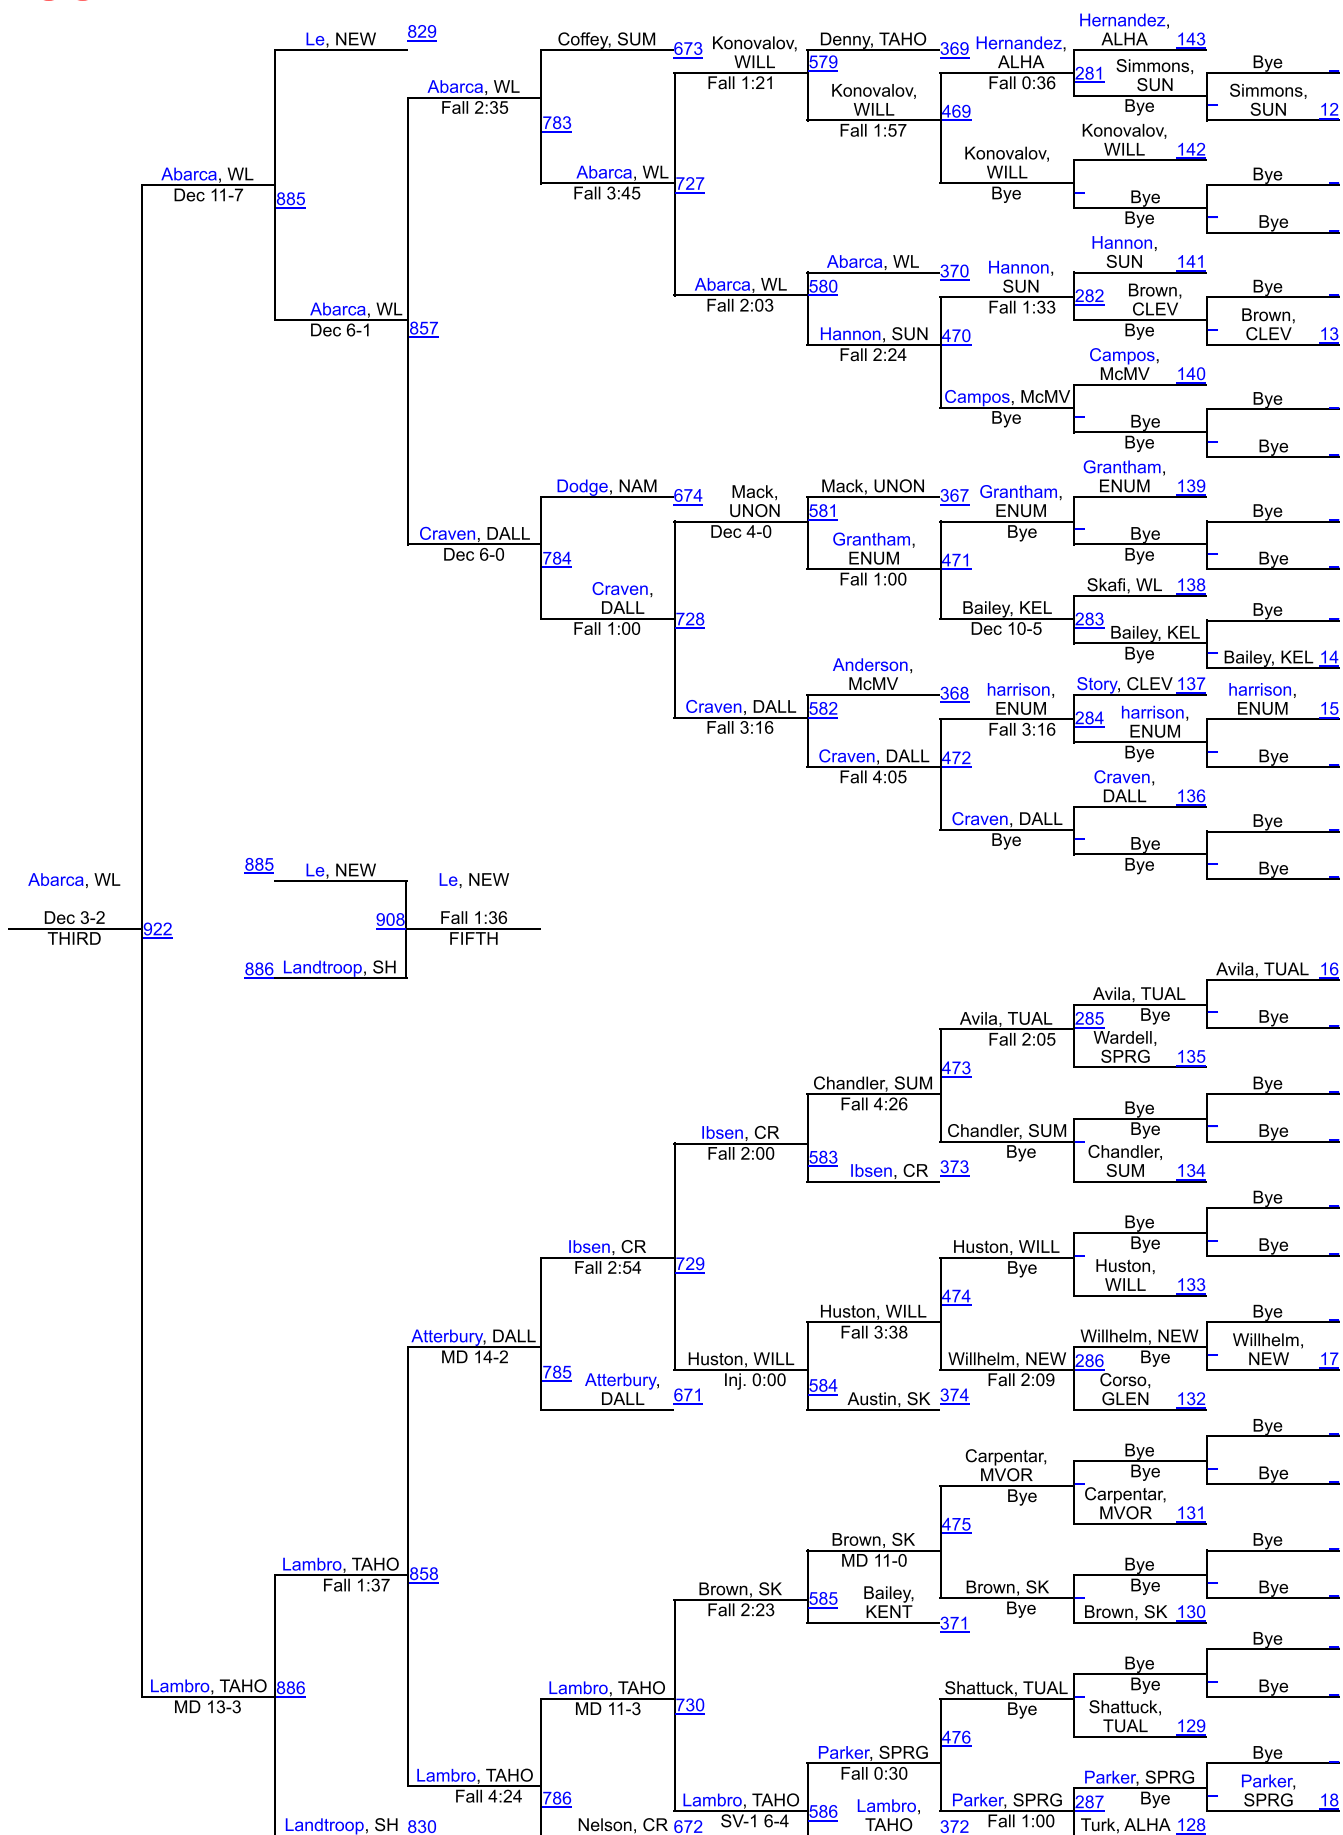 Hernandez,
Le, NEW 829
Coffey, SUM 673
Konovalov,
WILL
Fall 1:21
Denny, TAHO 369
579
Hernandez,
ALHA
Fall 0:36
ALHA 143
281 Simmons,
SUN
Bye
Bye
Simmons,
SUN 12
Abarca, WL
Fall 2:35
Konovalov,
WILL
Fall 1:57
469
783
Konovalov,
WILL 142
Konovalov,
WILL
Bye
Abarca, WL
Fall 3:45
727
Bye
Bye
Bye
Bye
Abarca, WL
Dec 11-7
885
Hannon,
SUN 141
Abarca, WL 370
580
Hannon,
SUN
Fall 1:33
282 Brown,
CLEV
Bye
Bye
Brown,
CLEV 13
Abarca, WL
Fall 2:03
Abarca, WL
Dec 6-1
857
Hannon, SUN
Fall 2:24
470
Campos,
McMV 140
Campos, McMV
Bye
Bye
Bye
Bye
Bye
Grantham,
ENUM 139
Dodge, NAM 674
Mack,
UNON
Dec 4-0
Mack, UNON 367
581
Grantham,
ENUM
Bye
Bye
Bye
Bye
Bye
Craven, DALL
Dec 6-0
784
Grantham,
ENUM
Fall 1:00
471
Craven,
DALL
Fall 1:00
728
Skafi, WL 138
Bailey, KEL
Dec 10-5
283
Bailey, KEL
Bye
Bye
Bailey, KEL 14
Anderson,
McMV
368
Craven, DALL
Fall 3:16
582
harrison,
ENUM
Fall 3:16
Story, CLEV 137
284 harrison,
ENUM
Bye
harrison,
ENUM 15
Bye
Craven, DALL
Fall 4:05
472
Craven,
DALL 136
Craven, DALL
Bye
Bye
Bye
Bye
Bye
Abarca, WL
Dec 3-2
THIRD
922
885 Le, NEW
908
886 Landtroop, SH
Le, NEW
Fall 1:36
FIFTH
Avila, TUAL 16
Avila, TUAL
Bye
Bye
Avila, TUAL
Fall 2:05
285
Wardell,
SPRG 135
473
Chandler, SUM
Fall 4:26
Bye
Bye
Bye
Bye
Ibsen, CR
Fall 2:00
Chandler, SUM
Bye
Chandler,
SUM 134
583
Ibsen, CR 373
Ibsen, CR
Fall 2:54
729
Huston, WILL
Bye
Bye
Bye
Bye
Bye
Huston,
WILL 133
474
Huston, WILL
Fall 3:38
Atterbury, DALL
MD 14-2
Huston, WILL
Inj. 0:00
Willhelm, NEW
Fall 2:09
Willhelm, NEW
286 Bye
Bye
Willhelm,
NEW 17
785
Atterbury,
DALL 671
584
Austin, SK 374
Corso,
GLEN 132
Carpentar,
MVOR
Bye
Bye
Bye
Bye
Bye
Carpentar,
MVOR 131
475
Brown, SK
MD 11-0
Lambro, TAHO
Fall 1:37
858
Brown, SK
Fall 2:23
585
Bailey,
KENT
371
Brown, SK
Bye
Bye
Bye
Bye
Bye
Brown, SK 130
Lambro, TAHO
MD 13-3
886
Lambro, TAHO
MD 11-3
730
Shattuck, TUAL
Bye
Bye
Bye
Bye
Bye
Shattuck,
TUAL 129
476
Parker, SPRG
Fall 0:30
Lambro, TAHO
Fall 4:24
786
Lambro, TAHO
SV-1 6-4
586
Lambro,
TAHO 372
Parker, SPRG
Fall 1:00
Parker, SPRG
287 Bye
Bye
Parker,
SPRG 18
Landtroop, SH 830
Nelson, CR 672
Turk, ALHA 128